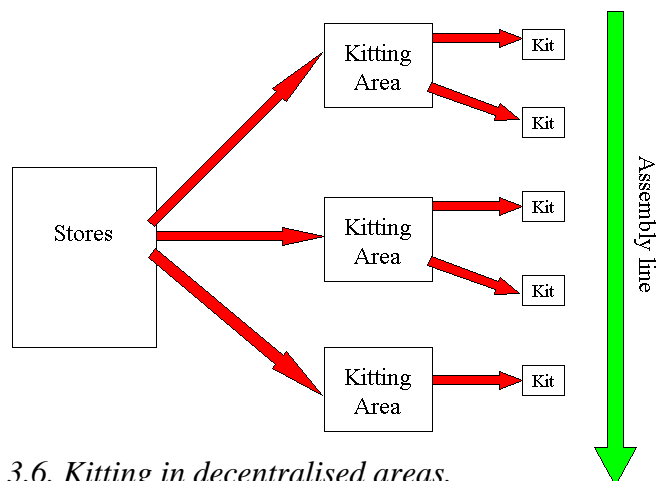 Kitting
Area
Kit
Kit
Stores
Kitting
Area
Kit
Kit
Kitting
Area
Kit
Assembly line
3.6. Kitting in decentralised areas.